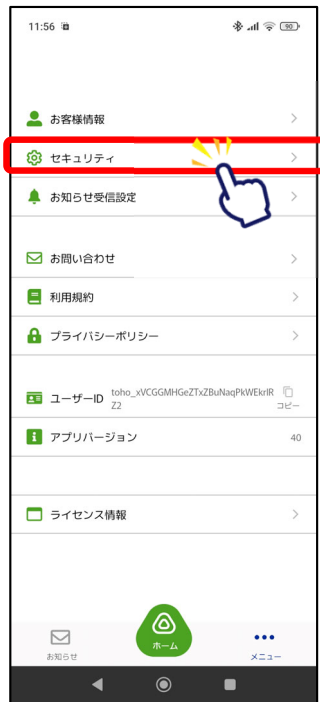 11:56
90
お客様情報
セキュリティ
お知らせ受信設定
お問い合わせ
利用規約
プライバシーポリシー
ユーザーID toho_xVCGGMHGeZTxZBuNaqPkWEkrlR
Z2
コピー
アプリバージョン 40
ライセンス情報
お知らせ
ホーム
メニュー